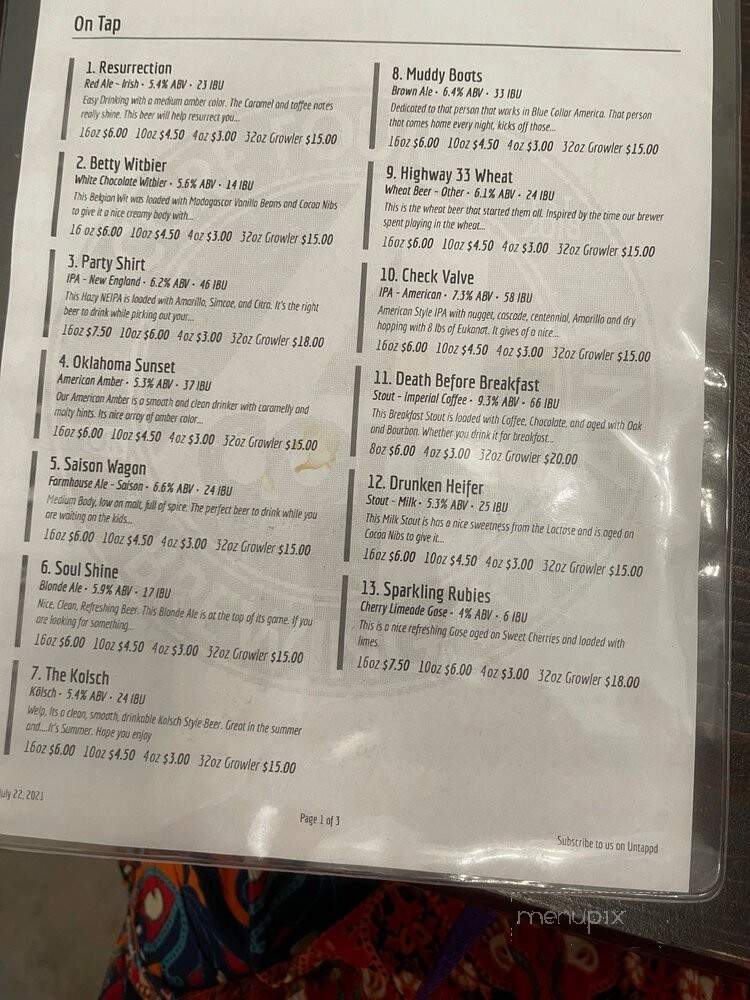 On Tap
1. Resurrection
Red Ale - Irish • 5.4% ABV • 23 IBU
Easy Drinking with a medium amber color. The Caramel and toffee notes
really shine. This beer will help resurrect you...
16oz $6.00 10oz $4.50 4oz $3.00 32oz Growler $15.00
2. Betty Witbier
White Chocolate Witbier • 5.6% ABV • 14 IBU
This Belgian Wit was loaded with Madagascar Vanilla Beans and Cocoa Nibs
to give it a nice creamy body with...
16 oz $6.00 10oz $4.50 4oz $3.00 32oz Growler $15.00
3. Party Shirt
IPA - New England • 6.2% ABV • 46 IBU
This Hazy NEIPA is loaded with Amarillo, Simcoe, and Citra. It's the right
beer to drink while picking out your...
16oz $7.50 10oz $6.00 4oz $3.00 32oz Growler $18.00
4. Oklahoma Sunset
American Amber • 5.3% ABV • 37 IBU
Our American Amber is a smooth and clean drinker with caramelly and
malty hints. Its nice array of amber color...
16oz $6.00 10oz $4.50 4oz $3.00 32oz Growler $15.00
5. Saison Wagon
Farmhouse Ale - Saison • 6.6% ABV • 24 IBU
Medium Body, low on malt, full of spice. The perfect beer to drink while you
are waiting on the kids...
16oz $6.00 10oz $4.50 4oz $3.00 32oz Growler $15.00
6. Soul Shine
Blonde Ale • 5.9% ABV • 17 IBU
Nice, Clean, Refreshing Beer. This Blonde Ale is at the top of its game. If you
are looking for something...
16oz $6.00 10oz $4.50 4oz $3.00 32oz Growler $15.00
7. The Kolsch
Kölsch • 5.4% ABV • 24 IBU
Welp, Its a clean, smooth, drinkable Kolsch Style Beer. Great in the summer
and....It's Summer. Hope you enjoy
16oz $6.00 10oz $4.50 4oz $3.00 32oz Growler $15.00
8. Muddy Boots
Brown Ale • 6.4% ABV • 33 IBU
Dedicated to that person that works in Blue Collar America. That person
that comes home every night, kicks off those...
16oz $6.00 10oz $4.50 4oz $3.00 32oz Growler $15.00
9. Highway 33 Wheat
Wheat Beer - Other • 6.1% ABV • 24 IBU
This is the wheat beer that started them all. Inspired by the time our brewer
spent playing in the wheat...
16oz $6.00 10oz $4.50 4oz $3.00 32oz Growler $15.00
10. Check Valve
IPA - American • 7.3% ABV • 58 IBU
American Style IPA with nugget, cascade, centennial, Amarillo and dry
hopping with 8 lbs of Eukanot. It gives of a nice...
16oz $6.00 10oz $4.50 4oz $3.00 32oz Growler $15.00
11. Death Before Breakfast
Stout - Imperial Coffee • 9.3% ABV • 66 IBU
This Breakfast Stout is loaded with Coffee, Chocolate, and aged with Oak
and Bourbon. Whether you drink it for breakfast...
8oz $6.00 4oz $3.00 32oz Growler $20.00
12. Drunken Heifer
Stout - Milk • 5.3% ABV • 25 IBU
This Milk Stout is has a nice sweetness from the Lactose and is aged on
Cocoa Nibs to give it...
16oz $6.00 10oz $4.50 4oz $3.00 32oz Growler $15.00
13. Sparkling Rubies
Cherry Limeade Gose • 4% ABV • 6 IBU
This is a nice refreshing Gose aged on Sweet Cherries and loaded with
limes.
16oz $7.50 10oz $6.00 4oz $3.00 32oz Growler $18.00
July 22, 2021
Page 1 of 3
Subscribe to us on Untappd
menupix